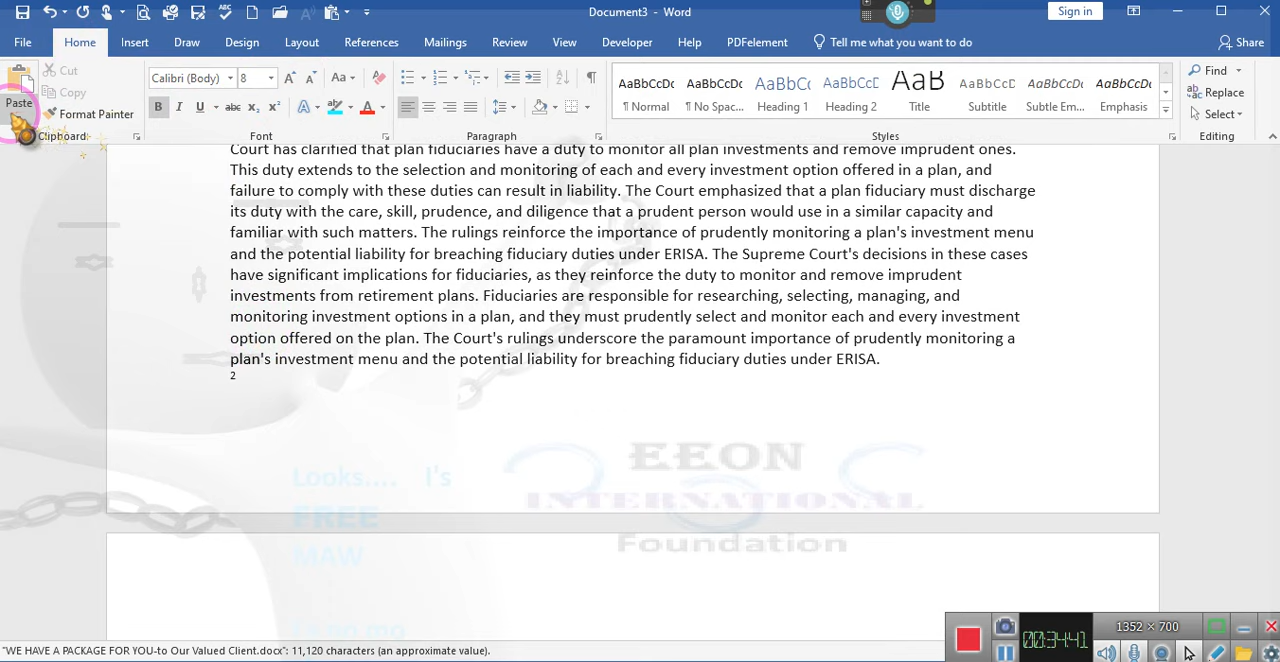 Document3 - Word
Sign in
File Home Insert Draw Design Layout References Mailings Review View Developer Help PDFelement Tell me what you want to do Share
Paste
Cut
Copy
Format Painter
Clipboard
Calibri (Body) 8 Aa
B I U abc X₂ X² A ab A
Font
Paragraph
AaBbCcDc AaBbCcDc AaBbCcDc AaBbCcDc AaB AaBbCcDc AaBbCcDc AaBbCcDc
¶ Normal ¶ No Spac... Heading 1 Heading 2 Title Subtitle Subtle Em... Emphasis
Styles
Find
Replace
Select
Editing
Court has clarified that plan fiduciaries have a duty to monitor all plan investments and remove imprudent ones.
This duty extends to the selection and monitoring of each and every investment option offered in a plan, and
failure to comply with these duties can result in liability. The Court emphasized that a plan fiduciary must discharge
its duty with the care, skill, prudence, and diligence that a prudent person would use in a similar capacity and
familiar with such matters. The rulings reinforce the importance of prudently monitoring a plan's investment menu
and the potential liability for breaching fiduciary duties under ERISA. The Supreme Court's decisions in these cases
have significant implications for fiduciaries, as they reinforce the duty to monitor and remove imprudent
investments from retirement plans. Fiduciaries are responsible for researching, selecting, managing, and
monitoring investment options in a plan, and they must prudently select and monitor each and every investment
option offered on the plan. The Court's rulings underscore the paramount importance of prudently monitoring a
plan's investment menu and the potential liability for breaching fiduciary duties under ERISA.
2
Looks.... I's
FREE
MAW
EEON
INTERNATIONAL
Foundation
1352 × 700
00:34:41
"WE HAVE A PACKAGE FOR YOU-to Our Valued Client.docx": 11,120 characters (an approximate value).